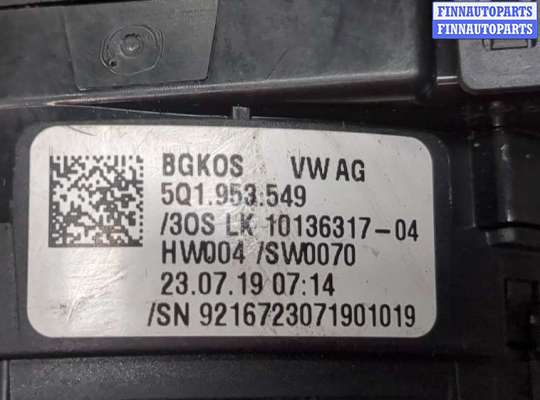 FINNAUTOPARTS
FINNAUTOPARTS
BGKOS VW AG
5Q1.953.549
/3OS LK 10136317-04
HW004 /SW0070
23.07.19 07:14
/SN 9216723071901019